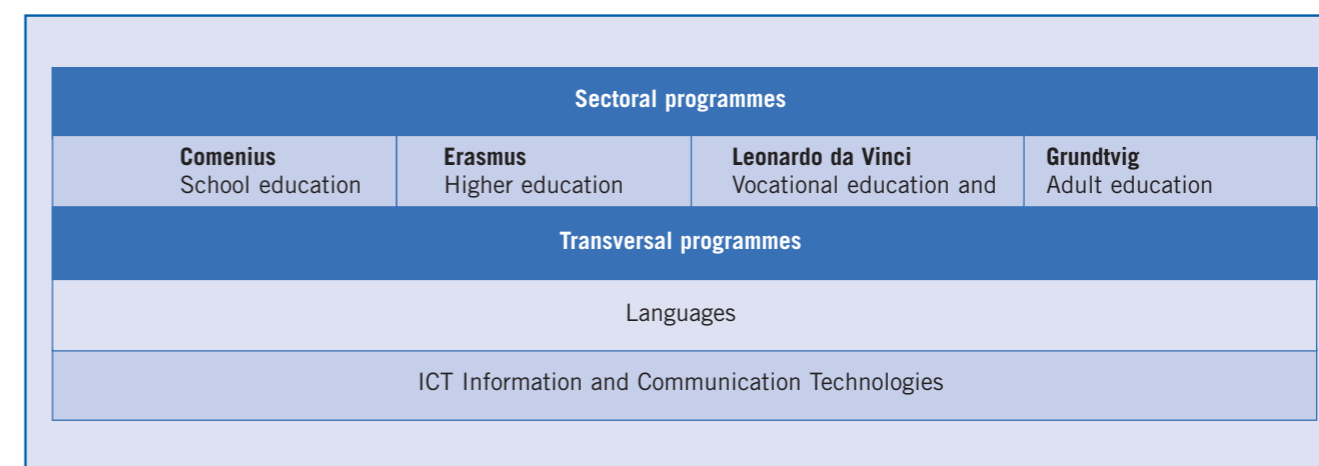 Sectoral programmes
Comenius
School education
Erasmus
Higher education
Leonardo da Vinci
Vocational education and
Grundtvig
Adult education
Transversal programmes
Languages
ICT Information and Communication Technologies